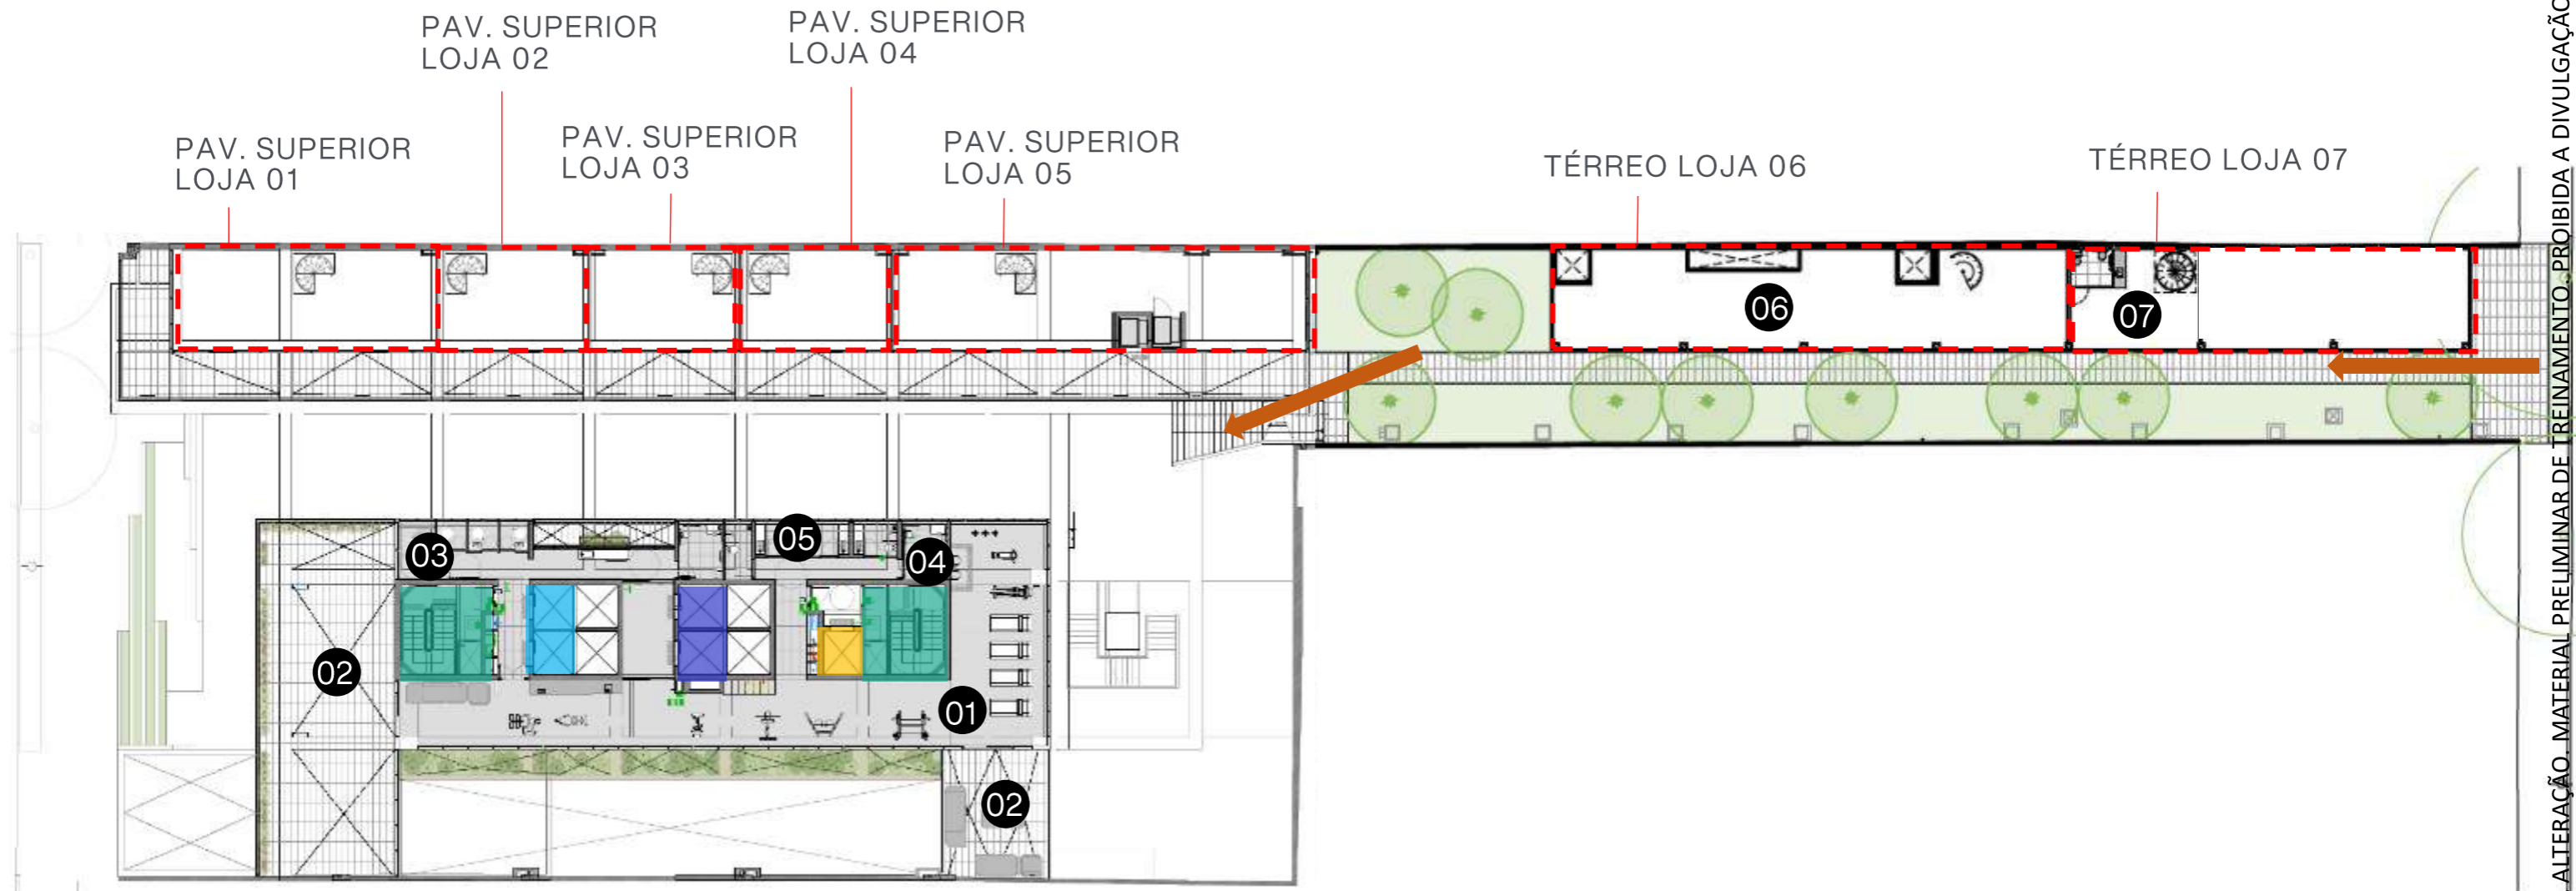 PAV. SUPERIOR
LOJA 02
PAV. SUPERIOR
LOJA 04
PAV. SUPERIOR
LOJA 01
PAV. SUPERIOR
LOJA 03
PAV. SUPERIOR
LOJA 05
TÉRREO LOJA 06
TÉRREO LOJA 07
06
07
03
05
04
02
01
02
ALTERAÇÃO. MATERIAL PRELIMINAR DE TREINAMENTO. PROIBIDA A DIVULGAÇÃO